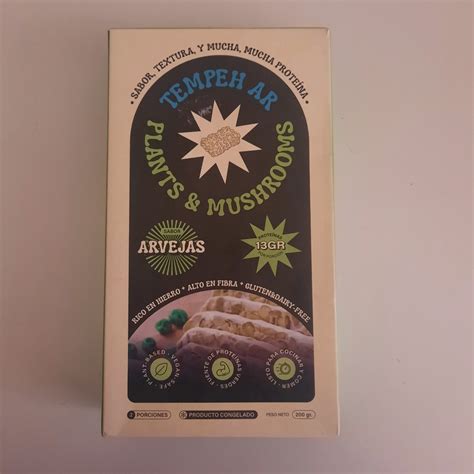 • SABOR, TEXTURA, Y MUCHA, MUCHA PROTEÍNA •
TEMPEH AR
PLANTS & MUSHROOMS
SABOR
ARVEJAS
PROTEÍNAS
13GR
RICO EN HIERRO + ALTO EN FIBRA + GLUTEN&DAIRY-FREE
PLANT-BASED · VEGAN SAFE
FUENTE DE PROTEÍNAS VERDES
LISTO PARA COCINAR Y COMER
PORCIONES
PRODUCTO CONGELADO
PESO NETO: 200 gr.